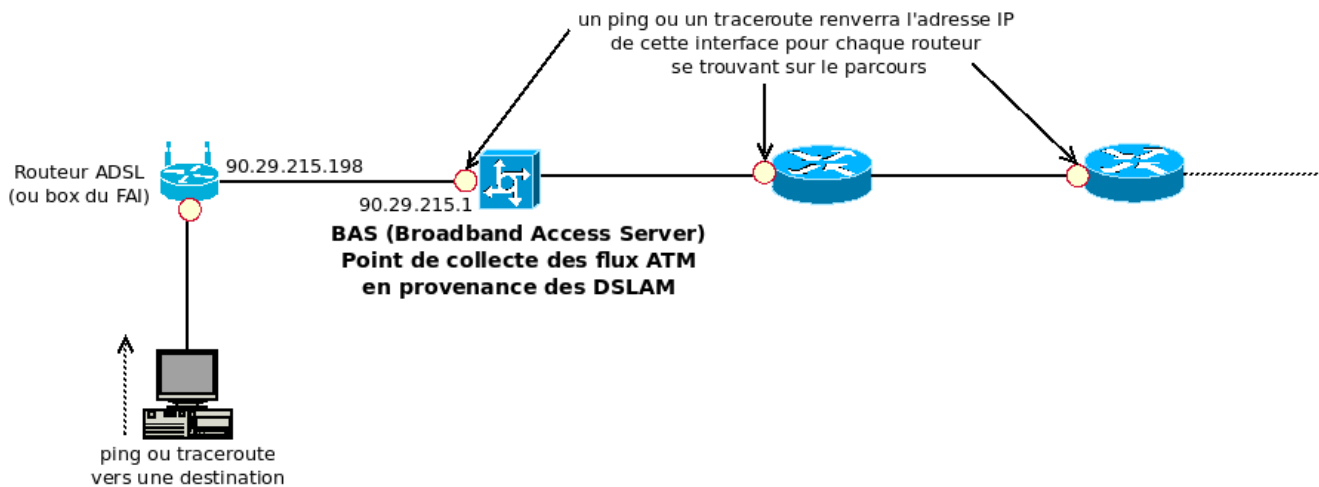 un ping ou un traceroute renverra l'adresse IP
de cette interface pour chaque routeur
se trouvant sur le parcours
Routeur ADSL
(ou box du FAI)
90.29.215.198
90.29.215.1
BAS (Broadband Access Server)
Point de collecte des flux ATM
en provenance des DSLAM
ping ou traceroute
vers une destination